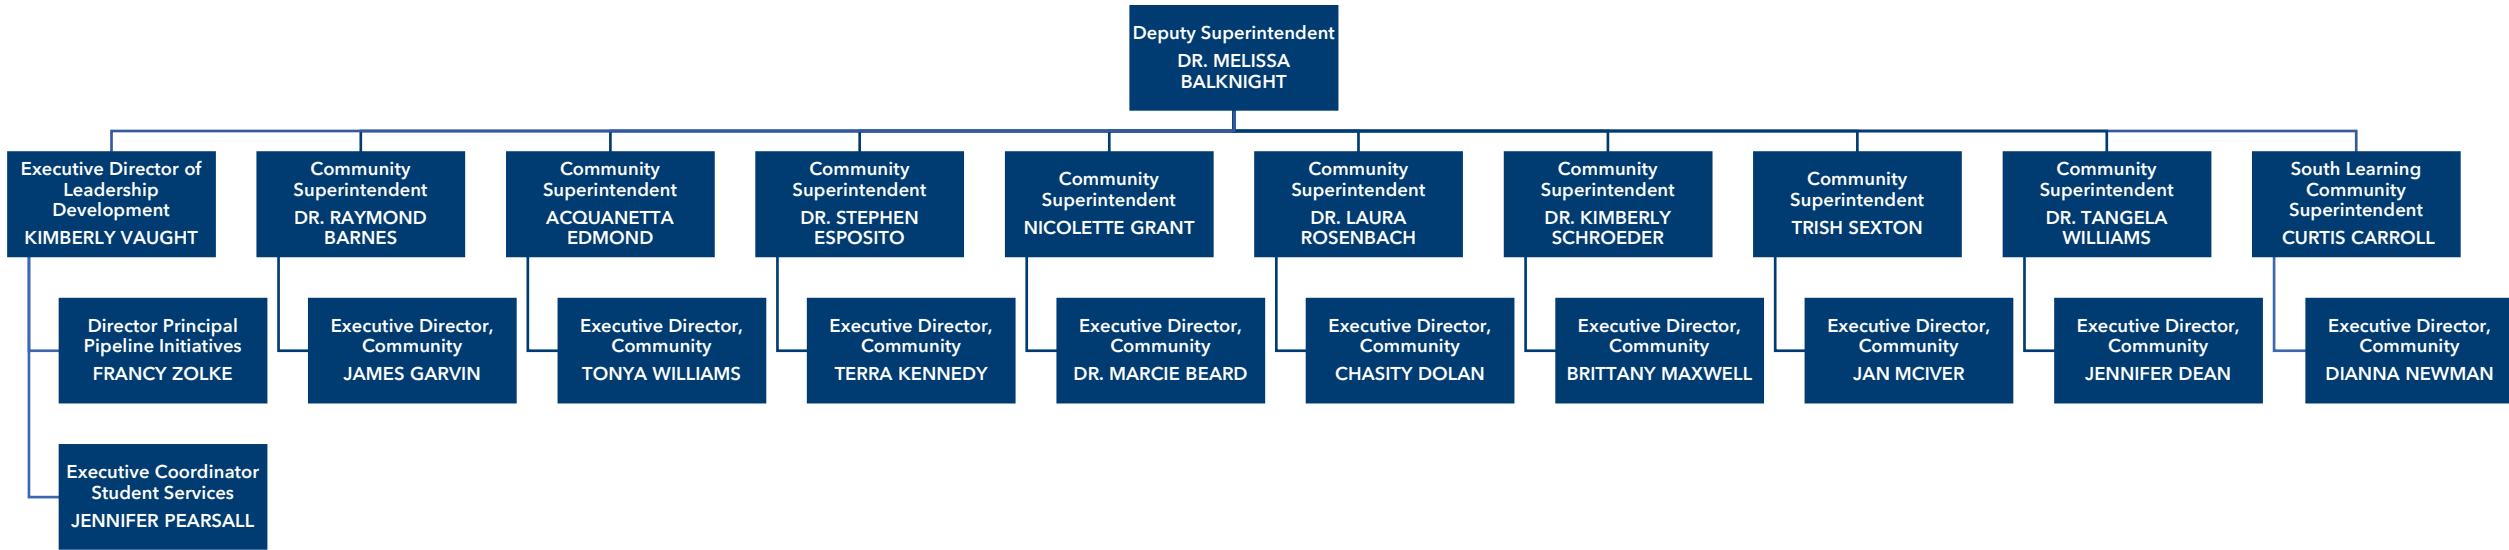 Deputy Superintendent
DR. MELISSA
BALKNIGHT
Executive Director of
Leadership
Development
KIMBERLY VAUGHT
Community
Superintendent
DR. RAYMOND
BARNES
Community
Superintendent
ACQUANETTA
EDMOND
Community
Superintendent
DR. STEPHEN
ESPOSITO
Community
Superintendent
NICOLETTE GRANT
Community
Superintendent
DR. LAURA
ROSENBACH
Community
Superintendent
DR. KIMBERLY
SCHROEDER
Community
Superintendent
TRISH SEXTON
Community
Superintendent
DR. TANGELA
WILLIAMS
South Learning
Community
Superintendent
CURTIS CARROLL
Director Principal
Pipeline Initiatives
FRANCY ZOLKE
Executive Director,
Community
JAMES GARVIN
Executive Director,
Community
TONYA WILLIAMS
Executive Director,
Community
TERRA KENNEDY
Executive Director,
Community
DR. MARCIE BEARD
Executive Director,
Community
CHASITY DOLAN
Executive Director,
Community
BRITTANY MAXWELL
Executive Director,
Community
JAN MCIVER
Executive Director,
Community
JENNIFER DEAN
Executive Director,
Community
DIANNA NEWMAN
Executive Coordinator
Student Services
JENNIFER PEARSALL